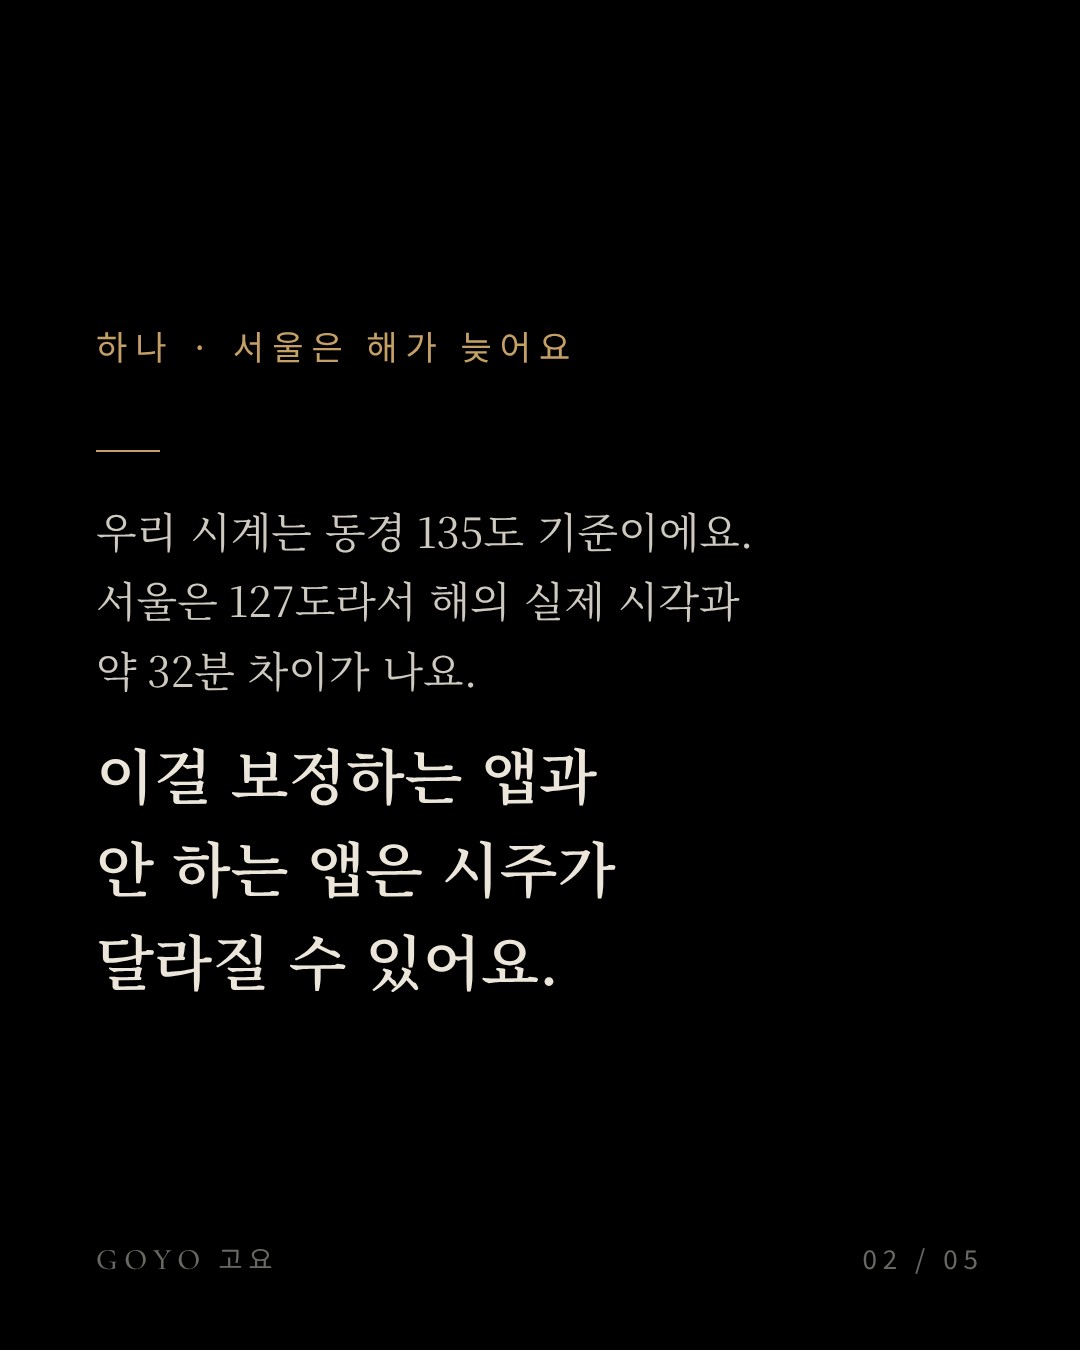 하나 · 서울은 해가 늦어요
우리 시계는 동경 135도 기준이에요.
서울은 127도라서 해의 실제 시각과
약 32분 차이가 나요.
이걸 보정하는 앱과
안 하는 앱은 시주가
달라질 수 있어요.
GOYO 고요
02 / 05